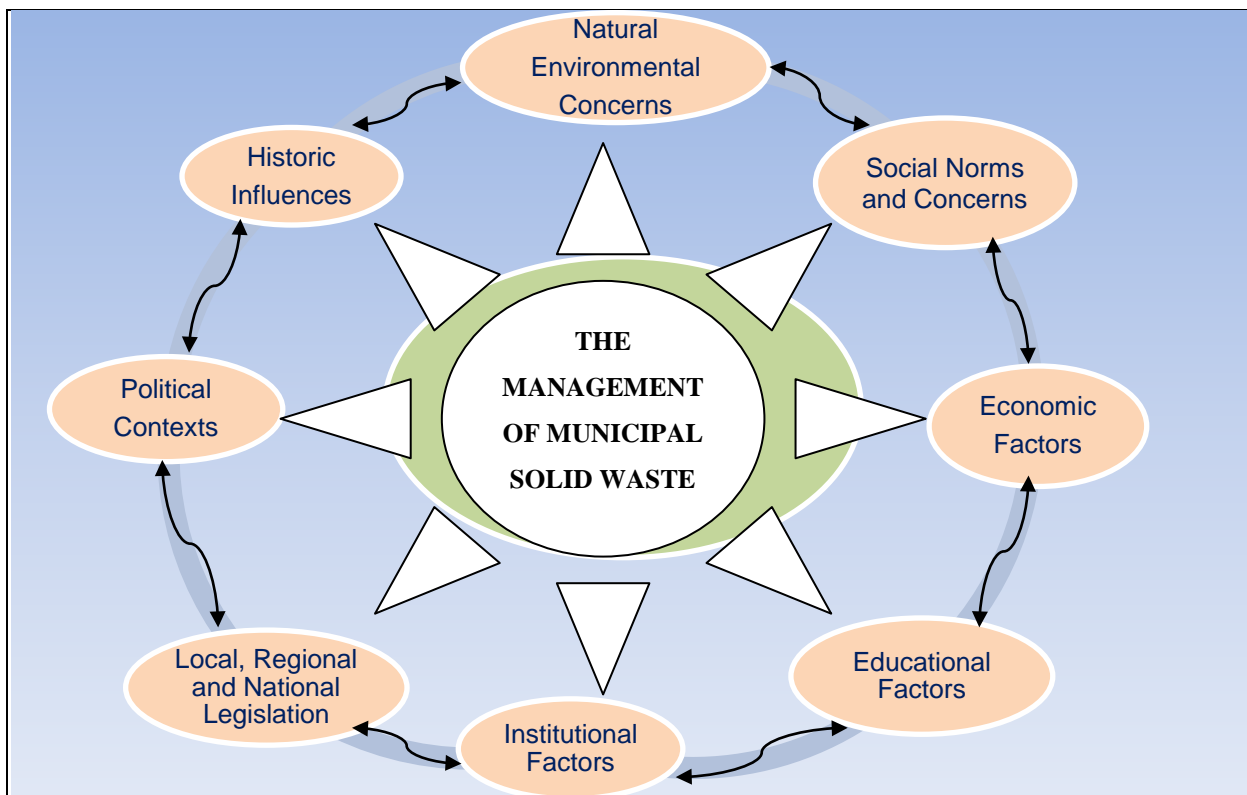 Natural
Environmental
Concerns
Social Norms
and Concerns
Economic
Factors
Educational
Factors
Institutional
Factors
Local, Regional
and National
Legislation
Political
Contexts
Historic
Influences
THE
MANAGEMENT
OF MUNICIPAL
SOLID WASTE